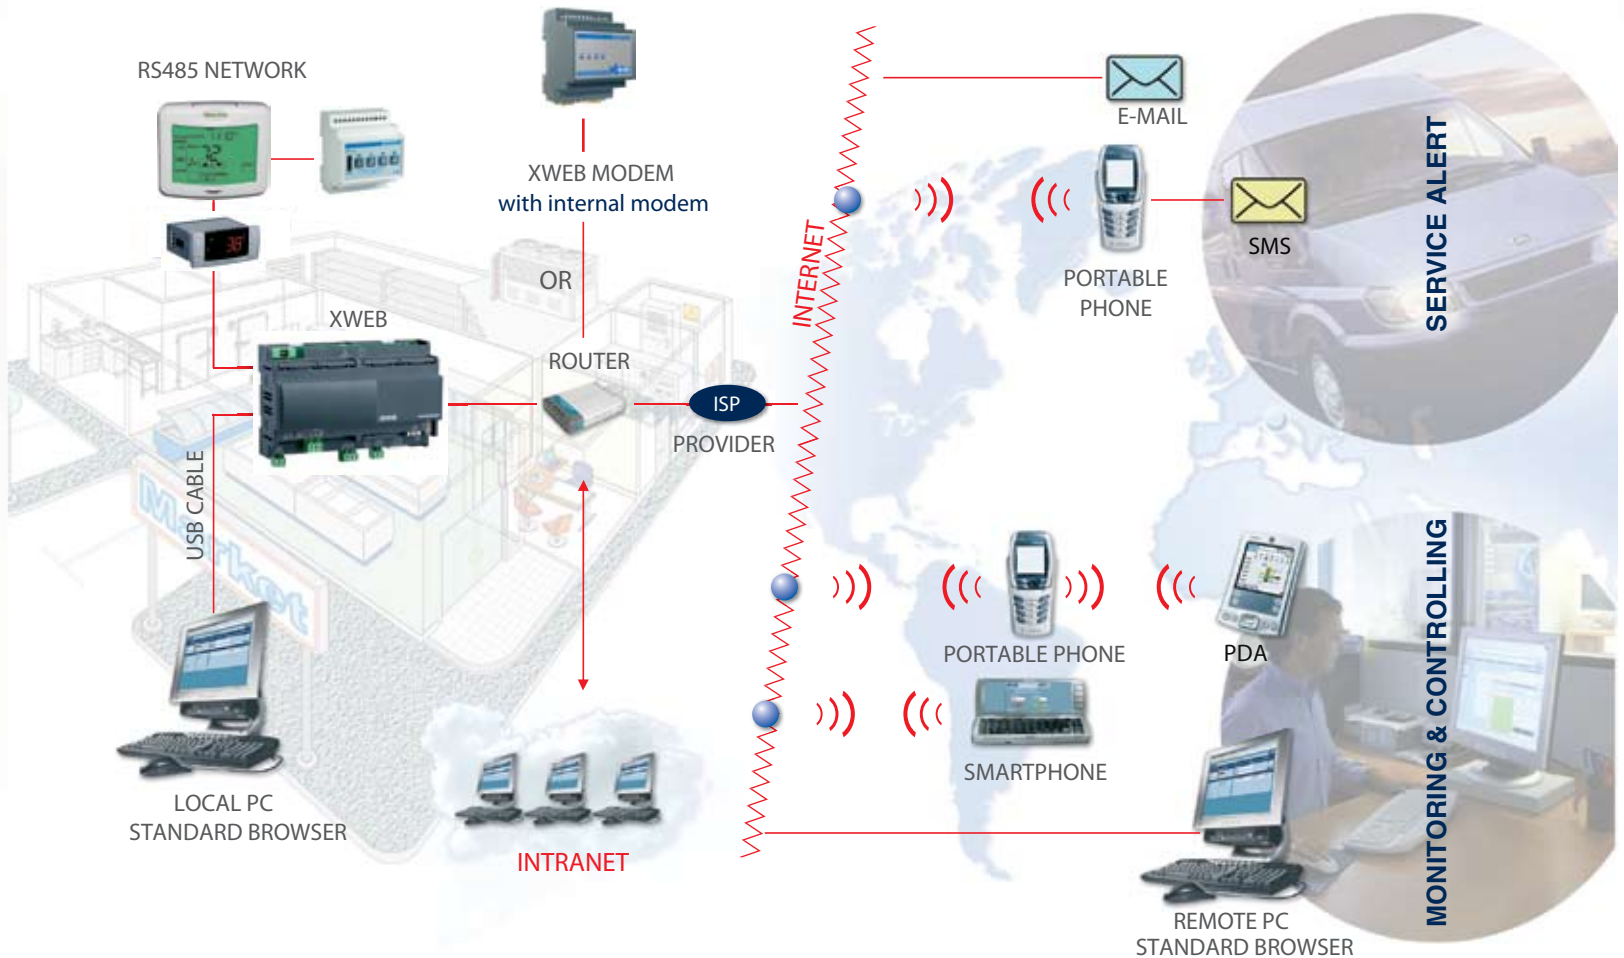 RS485 NETWORK
XWEB MODEM
with internal modem
OR
XWEB
ROUTER
ISP
PROVIDER
USB CABLE
Market
LOCAL PC
STANDARD BROWSER
INTRANET
INTERNET
E-MAIL
PORTABLE
PHONE
SMS
SERVICE ALERT
PORTABLE PHONE
PDA
SMARTPHONE
REMOTE PC
STANDARD BROWSER
MONITORING & CONTROLLING